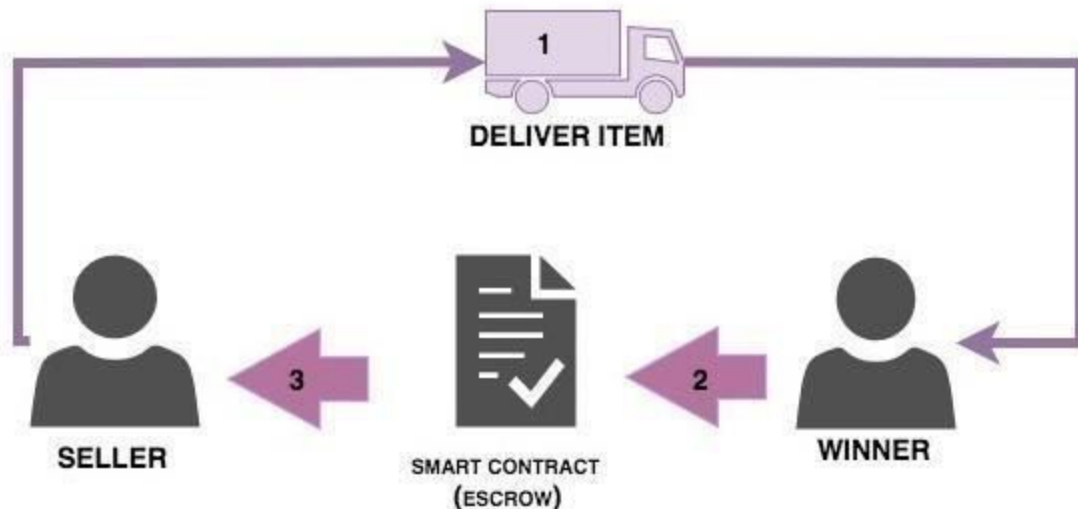 1
DELIVER ITEM
3
2
SELLER
SMART CONTRACT
(ESCROW)
WINNER